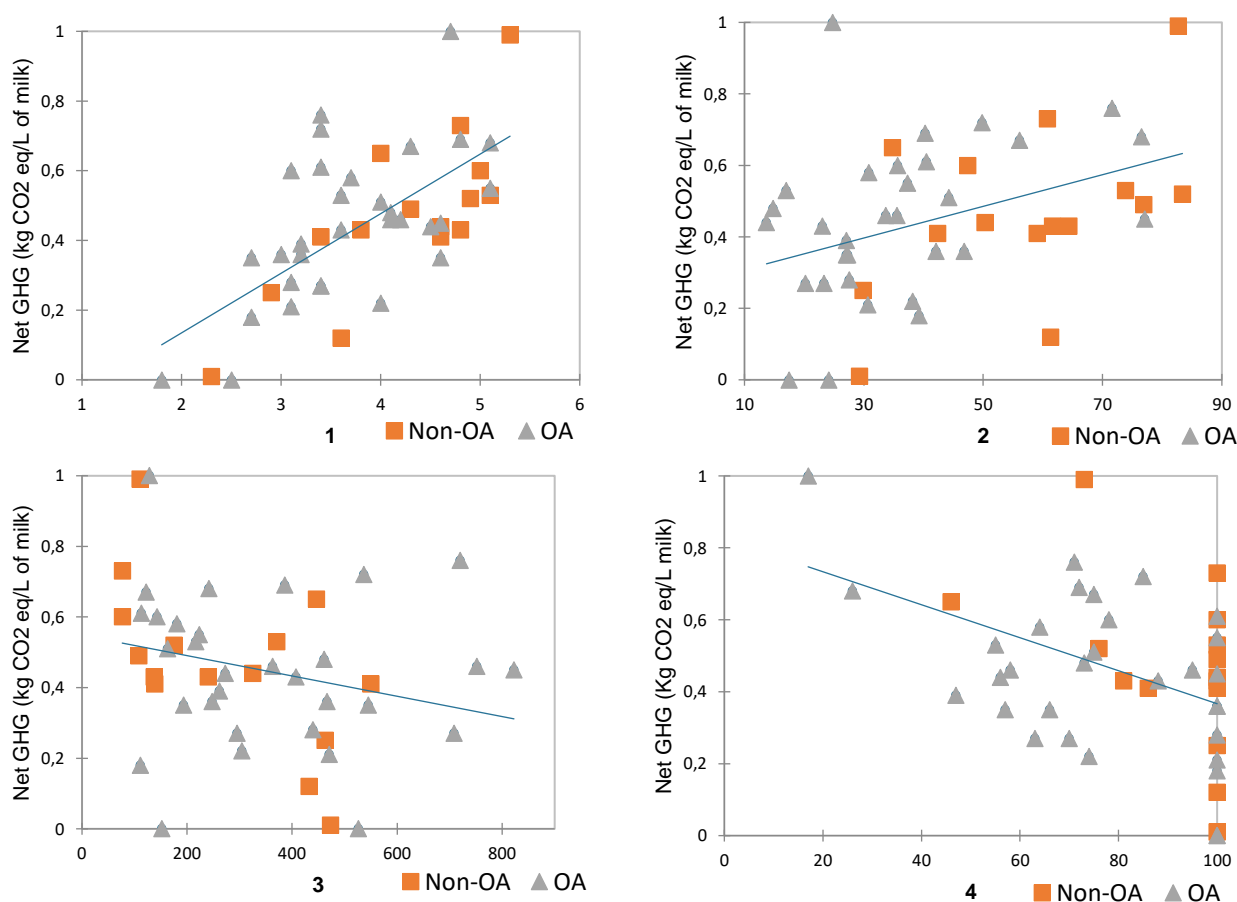 Net GHG (kg CO2 eq/L of milk)
1
0,8
0,6
0,4
0,2
0
1 2 3 4 5 6
1
Non-OA OA
Net GHG (kg CO2 eq/L of milk)
1
0,8
0,6
0,4
0,2
0
10 30 50 70 90
2
Non-OA OA
Net GHG (kg CO2 eq/L of milk)
1
0,8
0,6
0,4
0,2
0
0 200 400 600 800
3
Non-OA OA
Net GHG (Kg CO2 eq/L milk)
1
0,8
0,6
0,4
0,2
0
0 20 40 60 80 100
4
Non-OA OA